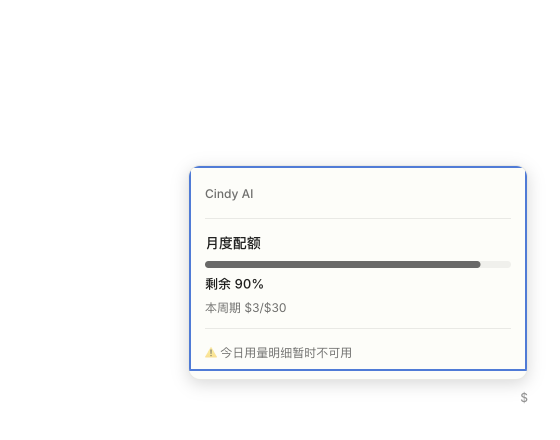 Cindy AI
月度配额
剩余 90%
本周期 $3/$30
⚠️ 今日用量明细暂时不可用
$